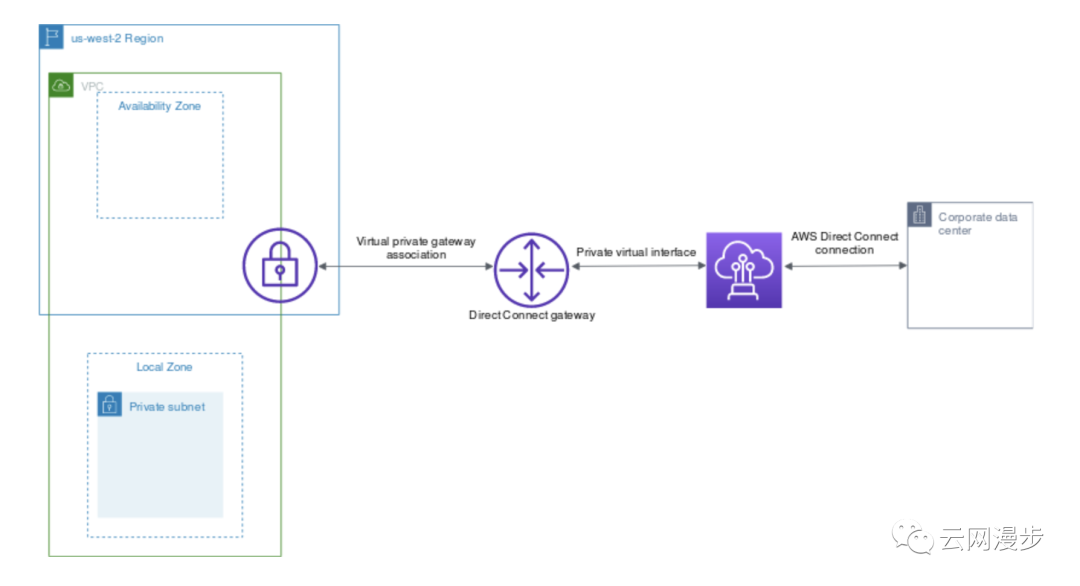 us-west-2 Region
VPC
Availability Zone
Virtual private gateway
association
Direct Connect gateway
Private virtual interface
AWS Direct Connect
connection
Corporate data
center
Local Zone
Private subnet
云网漫步